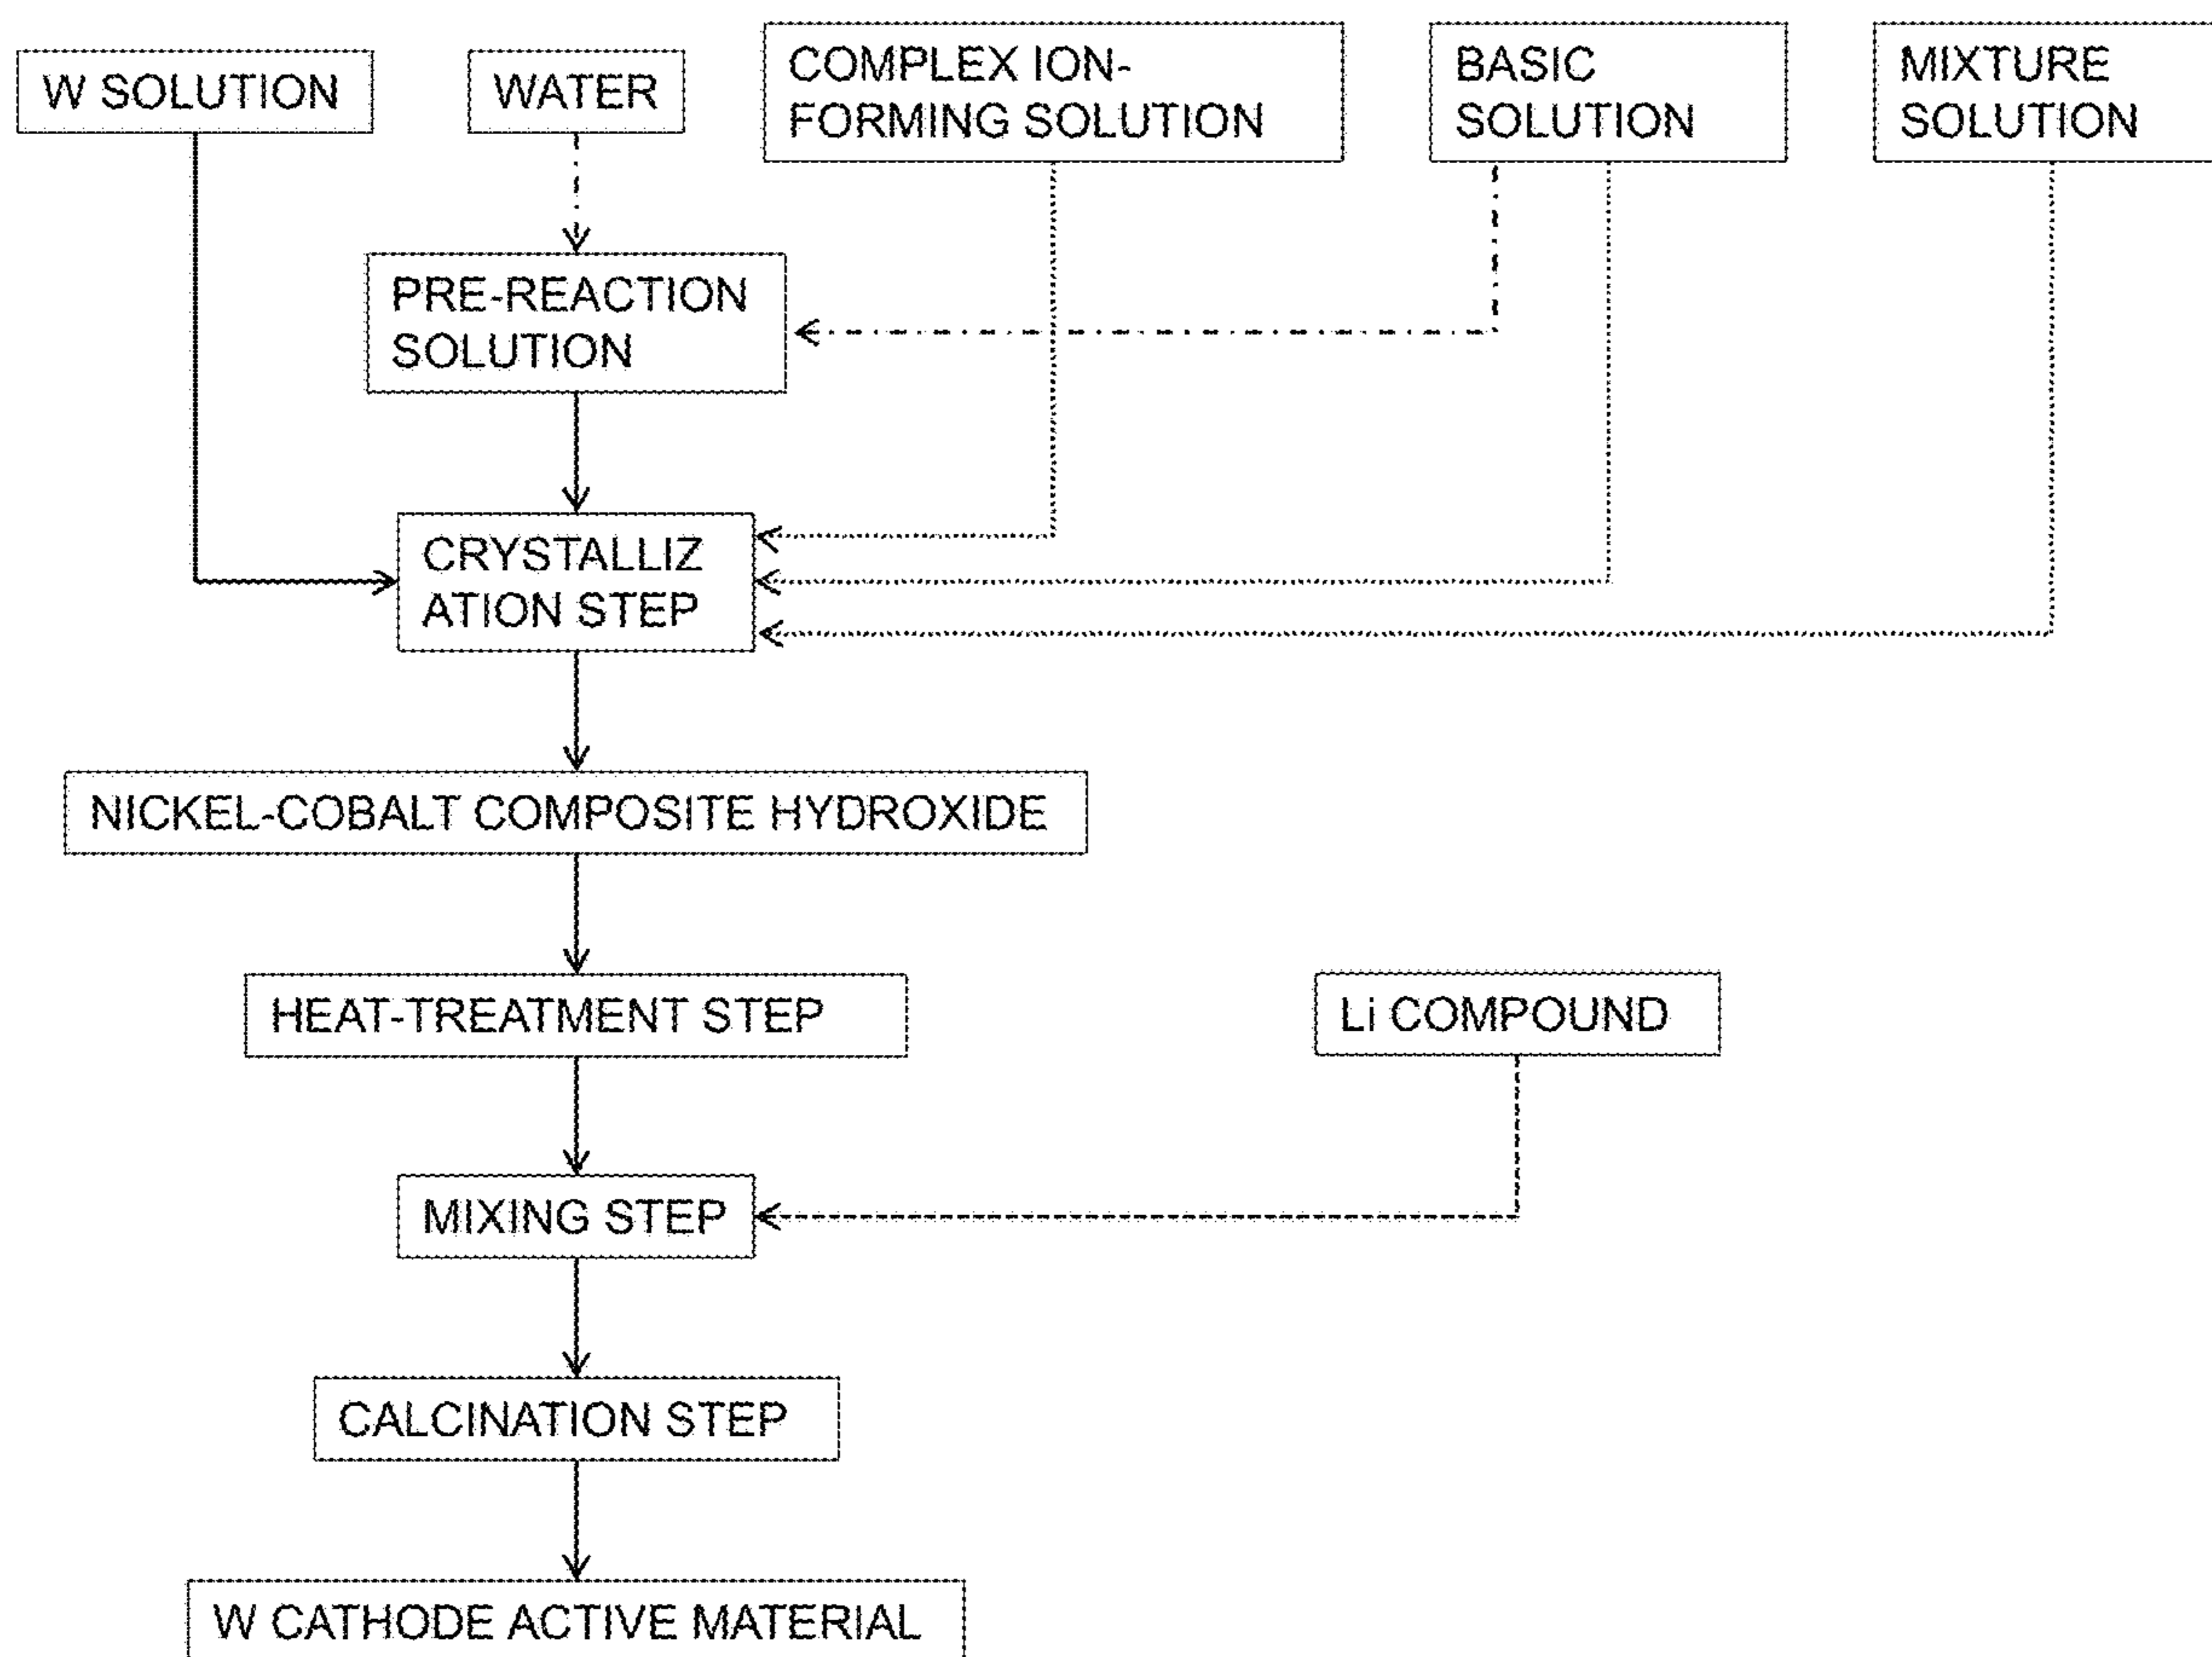 W SOLUTION
WATER
COMPLEX ION-
FORMING SOLUTION
BASIC
SOLUTION
MIXTURE
SOLUTION
PRE-REACTION
SOLUTION
CRYSTALLIZ
ATION STEP
NICKEL-COBALT COMPOSITE HYDROXIDE
HEAT-TREATMENT STEP
Li COMPOUND
MIXING STEP
CALCINATION STEP
W CATHODE ACTIVE MATERIAL